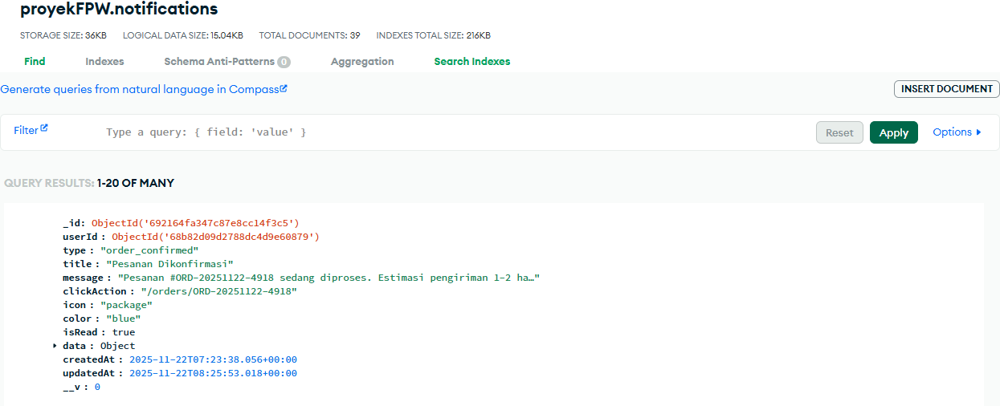 proyekFPW.notifications
STORAGE SIZE: 36KB LOGICAL DATA SIZE: 15.04KB TOTAL DOCUMENTS: 39 INDEXES TOTAL SIZE: 216KB
Find Indexes Schema Anti-Patterns 0 Aggregation Search Indexes
Generate queries from natural language in Compass
INSERT DOCUMENT
Filter Type a query: { field: 'value' } Reset Apply Options
QUERY RESULTS: 1-20 OF MANY
_id: ObjectId('692164fa347c87e8cc14f3c5')
userId : ObjectId('68b82d09d2788dc4d9e60879')
type : "order_confirmed"
title : "Pesanan Dikonfirmasi"
message : "Pesanan #ORD-20251122-4918 sedang diproses. Estimasi pengiriman 1-2 ha…"
clickAction : "/orders/ORD-20251122-4918"
icon : "package"
color : "blue"
isRead : true
data : Object
createdAt : 2025-11-22T07:23:38.056+00:00
updatedAt : 2025-11-22T08:25:53.018+00:00
__v : 0